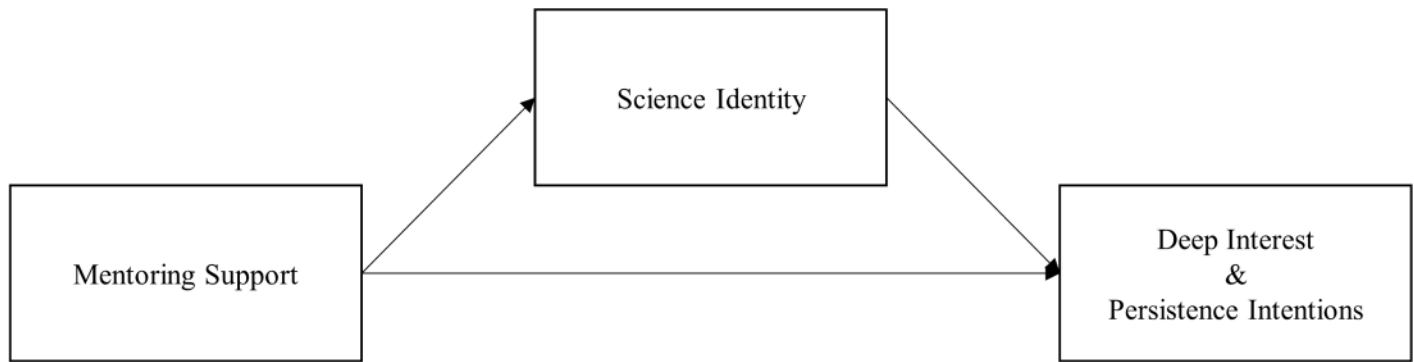 Science Identity
Mentoring Support
Deep Interest
&
Persistence Intentions